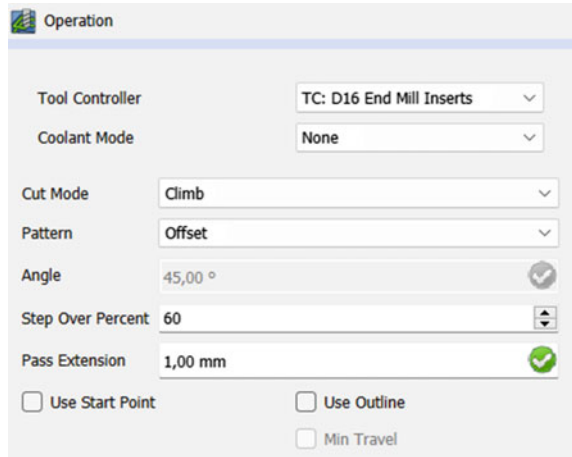 Operation
Tool Controller TC: D16 End Mill Inserts
Coolant Mode None
Cut Mode Climb
Pattern Offset
Angle 45,00 º
Step Over Percent 60
Pass Extension 1,00 mm
Use Start Point Use Outline
Min Travel